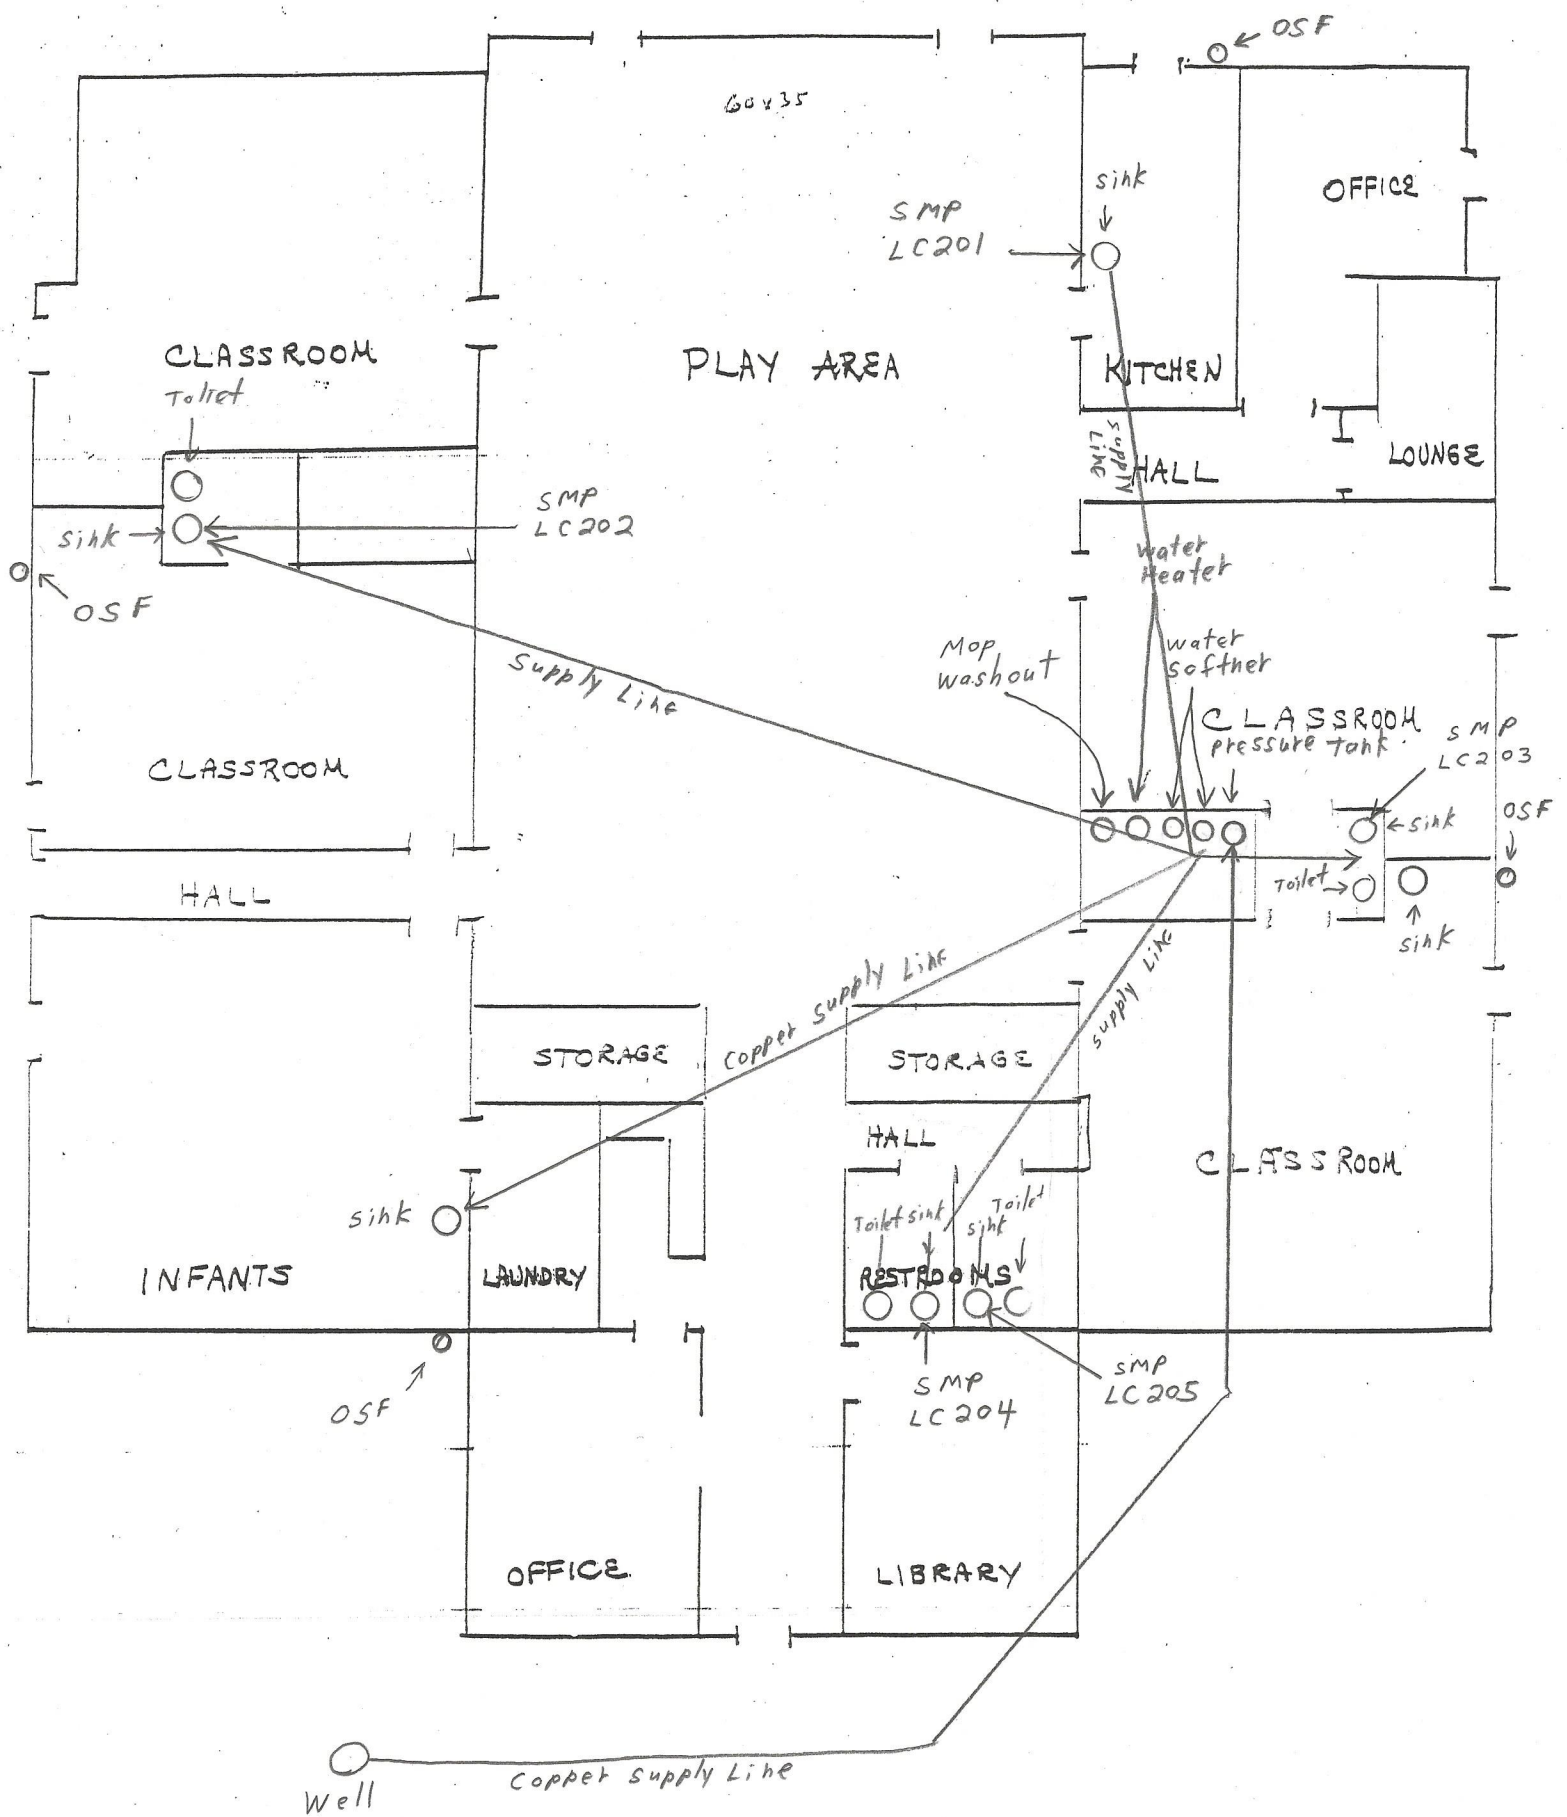 OSF
60x35
sink
OFFICE
SMP
LC201
CLASSROOM
Toliet
PLAY AREA
KITCHEN
Supply
Line
HALL
LOUNGE
SMP
LC202
sink
OSF
water
Heater
Mop
washout
water
softner
Supply Line
CLASSROOM
pressure tank
SMP
LC203
CLASSROOM
sink
OSF
Toilet
HALL
sink
Copper Supply Line
supply Line
STORAGE
STORAGE
HALL
CLASSROOM
sink
Toilet
sink
sink
Toilet
INFANTS
LAUNDRY
RESTROOMS
OSF
SMP
LC204
SMP
LC205
OFFICE
LIBRARY
Well
Copper Supply Line